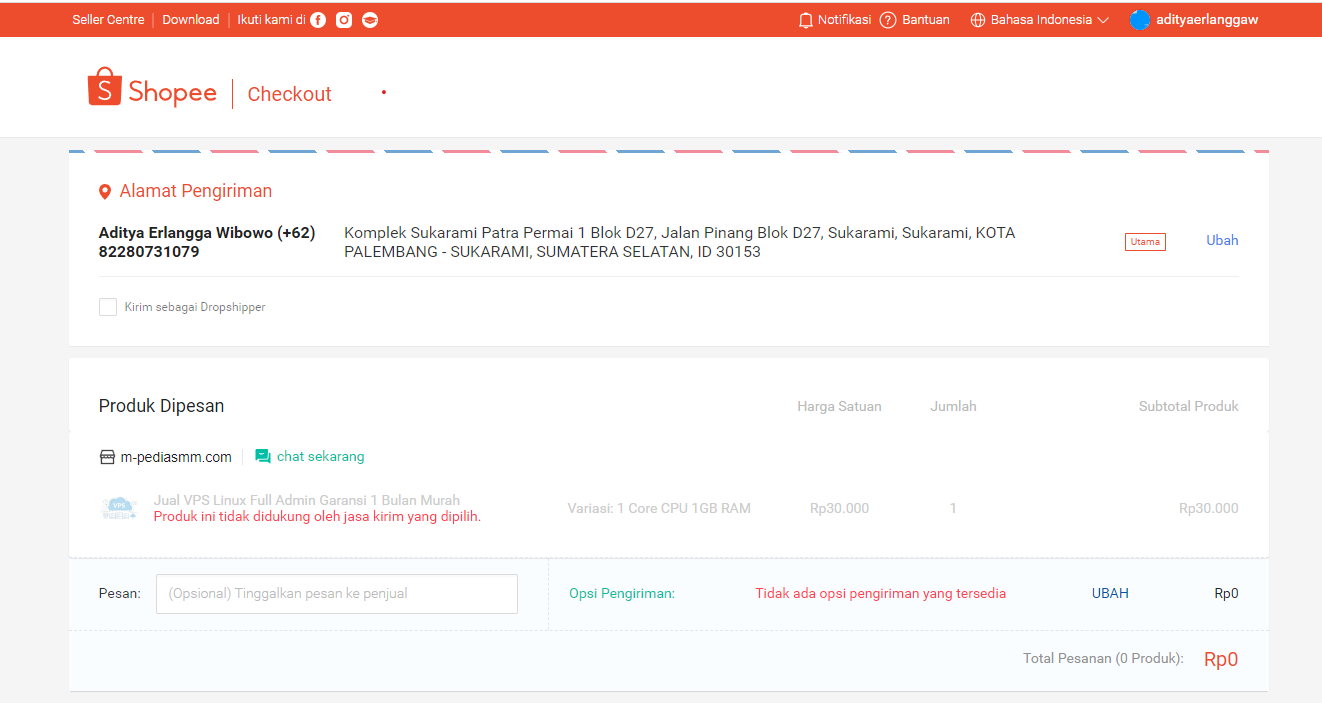 Seller Centre | Download | Ikuti kami di
Notifikasi Bantuan Bahasa Indonesia adityaerlanggaw
Shopee | Checkout
Alamat Pengiriman
Aditya Erlangga Wibowo (+62) 82280731079
Komplek Sukarami Patra Permai 1 Blok D27, Jalan Pinang Blok D27, Sukarami, Sukarami, KOTA
PALEMBANG - SUKARAMI, SUMATERA SELATAN, ID 30153
Utama
Ubah
Kirim sebagai Dropshipper
Produk Dipesan Harga Satuan Jumlah Subtotal Produk
m-pediasmm.com chat sekarang
VPS
Jual VPS Linux Full Admin Garansi 1 Bulan Murah
Produk ini tidak didukung oleh jasa kirim yang dipilih.
Variasi: 1 Core CPU 1GB RAM Rp30.000 1 Rp30.000
Pesan: (Opsional) Tinggalkan pesan ke penjual
Opsi Pengiriman: Tidak ada opsi pengiriman yang tersedia UBAH Rp0
Total Pesanan (0 Produk): Rp0